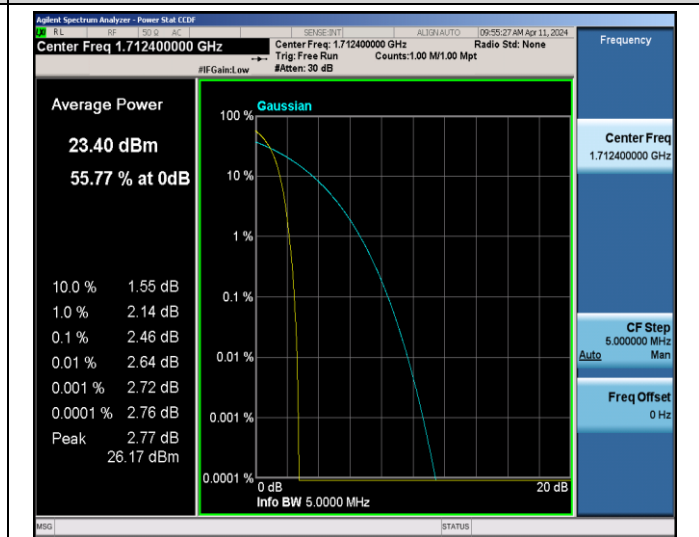 Agilent Spectrum Analyzer - Power Stat CCDF
RL RF 50 Ω AC SENSE:INT ALIGN AUTO 09:55:27 AM Apr 11, 2024
Center Freq 1.712400000 GHz
Center Freq: 1.712400000 GHz Radio Std: None
Trig: Free Run Counts:1.00 M/1.00 Mpt
#IFGain:Low #Atten: 30 dB
Frequency
Average Power
23.40 dBm
55.77 % at 0dB
10.0 % 1.55 dB
1.0 % 2.14 dB
0.1 % 2.46 dB
0.01 % 2.64 dB
0.001 % 2.72 dB
0.0001 % 2.76 dB
Peak 2.77 dB
26.17 dBm
Gaussian
100 %
10 %
1 %
0.1 %
0.01 %
0.001 %
0.0001 %
0 dB 20 dB
Info BW 5.0000 MHz
Center Freq
1.712400000 GHz
CF Step
5.000000 MHz
Auto Man
Freq Offset
0 Hz
MSG STATUS